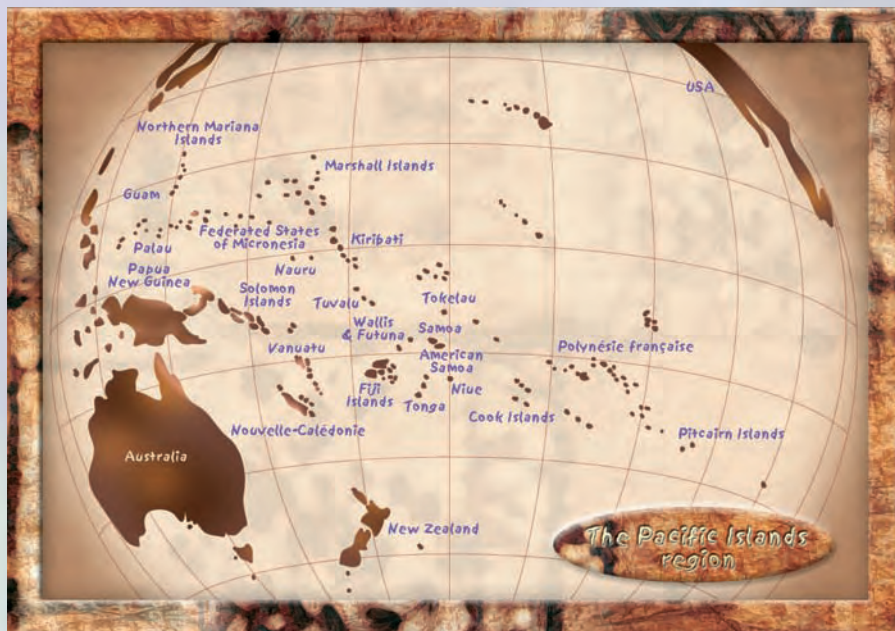 USA
Northern Mariana
Islands
Marshall Islands
Guam
Federated States
of Micronesia
Palau
Kiribati
Papua
New Guinea
Nauru
Solomon
Islands
Tuvalu
Tokelau
Wallis
& Futuna
Samoa
Vanuatu
American
Samoa
Polynésie française
Fiji
Islands
Niue
Tonga
Cook Islands
Nouvelle-Calédonie
Pitcairn Islands
Australia
New Zealand
The Pacific Islands
region